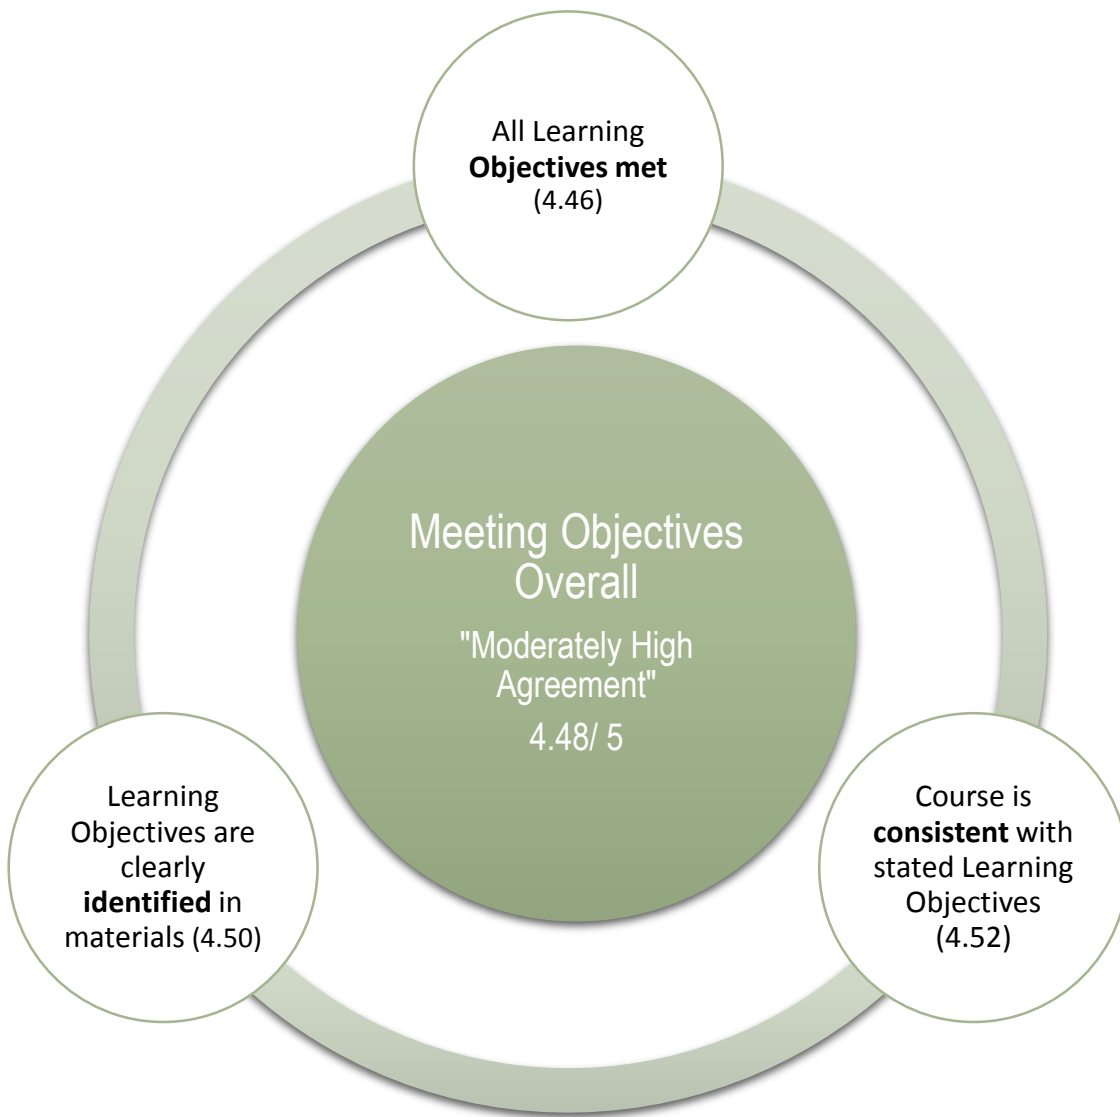 All Learning
Objectives met
(4.46)
Meeting Objectives
Overall
"Moderately High
Agreement"
4.48/ 5
Learning
Objectives are
clearly
identified in
materials (4.50)
Course is
consistent with
stated Learning
Objectives
(4.52)